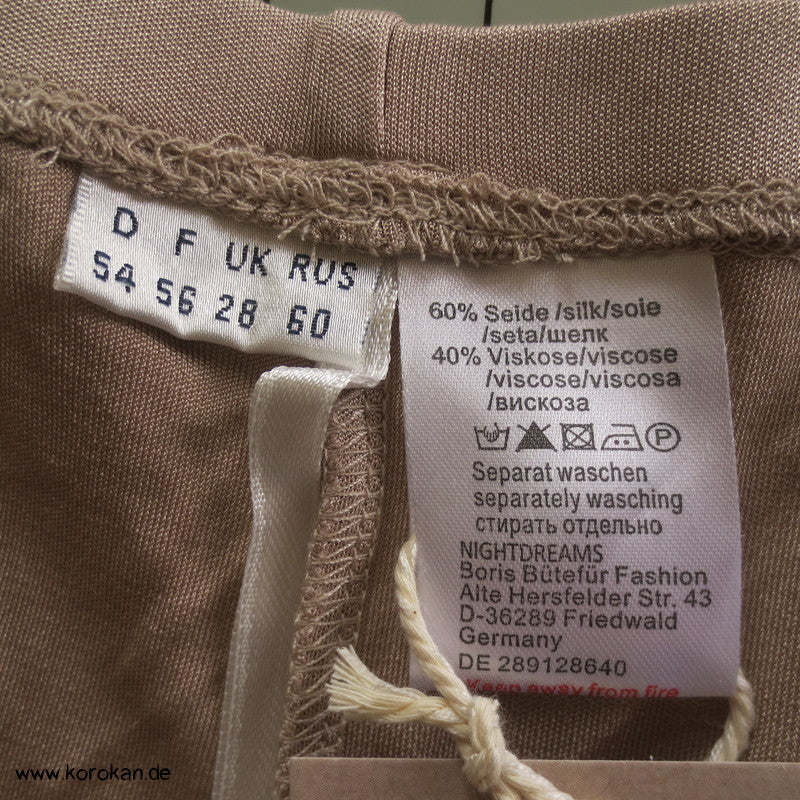 D F UK RUS
54 56 28 60
60% Seide /silk/soie
/seta/шелк
40% Viskose/viscose
/viscose/viscosa
/вискоза
Separat waschen
separately wasching
стирать отдельно
NIGHTDREAMS
Boris Bütefür Fashion
Alte Hersfelder Str. 43
D-36289 Friedwald
Germany
DE 289128640
Keep away from fire
www.korokan.de